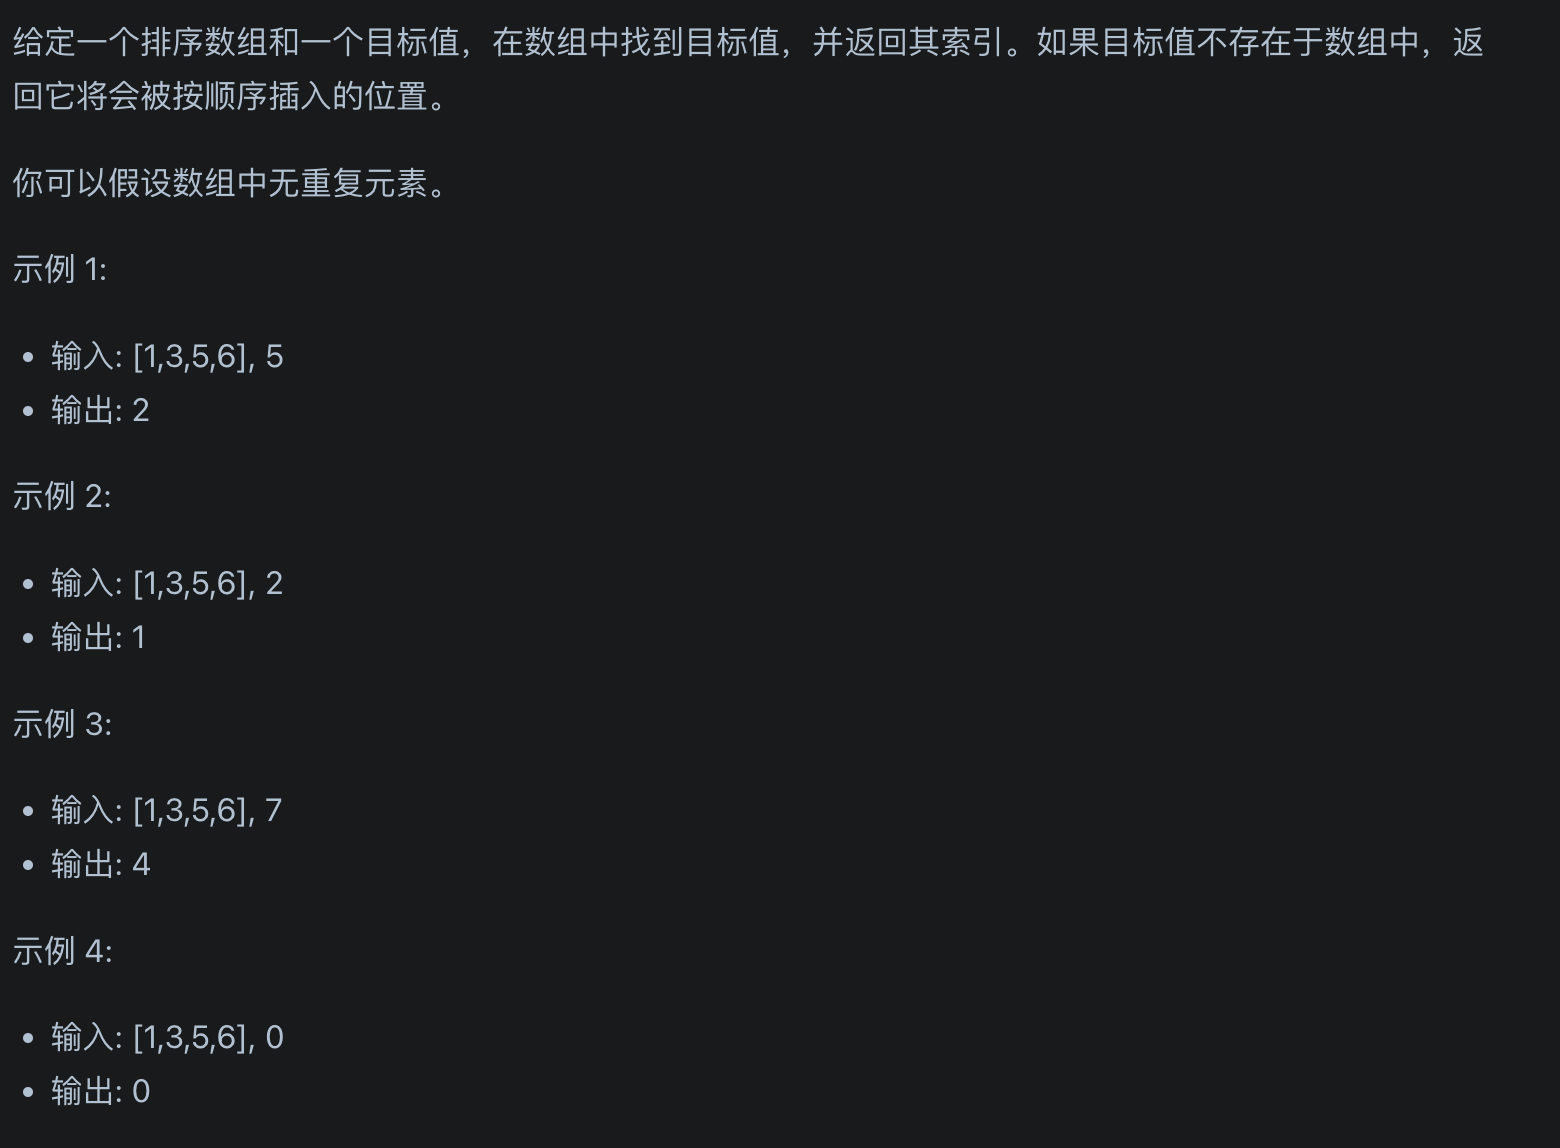 给定一个排序数组和一个目标值，在数组中找到目标值，并返回其索引。如果目标值不存在于数组中，返
回它将会被按顺序插入的位置。
你可以假设数组中无重复元素。
示例 1:
• 输入: [1,3,5,6], 5
• 输出: 2
示例 2:
• 输入: [1,3,5,6], 2
• 输出: 1
示例 3:
• 输入: [1,3,5,6], 7
• 输出: 4
示例 4:
• 输入: [1,3,5,6], 0
• 输出: 0